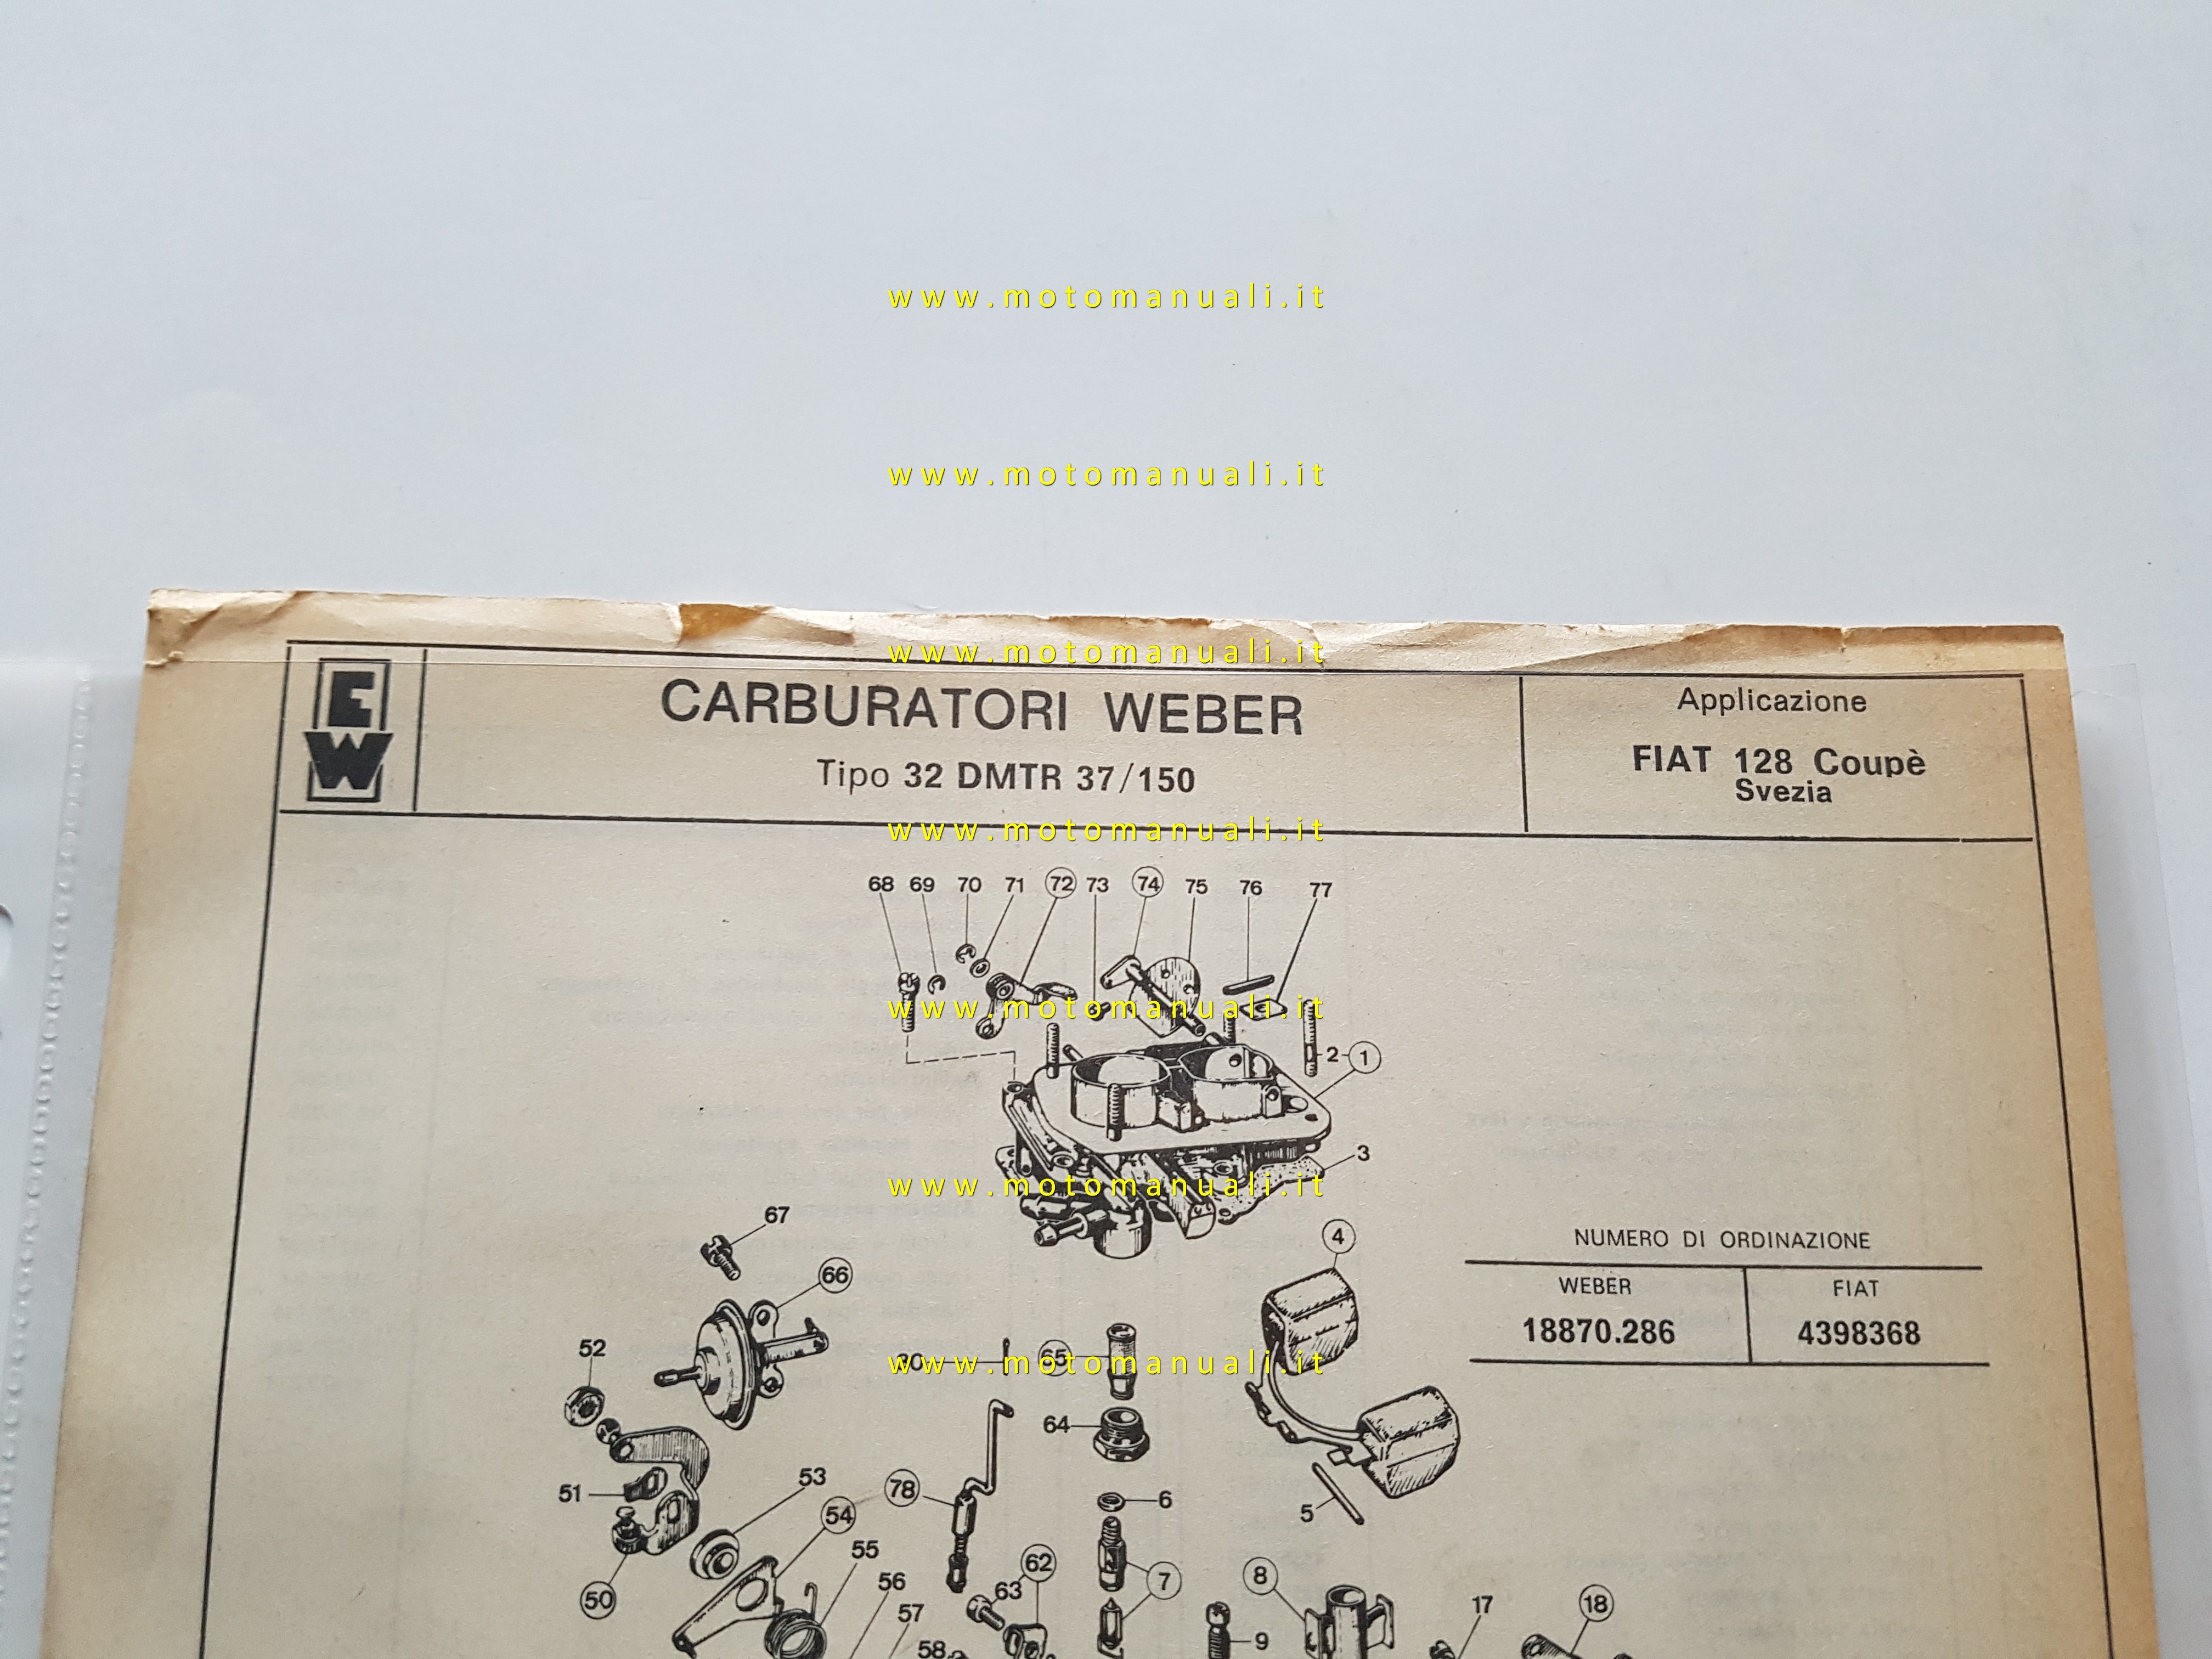 www.motomanuali.it
www.motomanuali.it
www.motomanuali.it
EW
CARBURATORI WEBER
Tipo 32 DMTR 37/150
Applicazione
FIAT 128 Coupè
Svezia
www.motomanuali.it
68 69 70 71 72 73 74 75 76 77
www.motomanuali.it
2 1
3
www.motomanuali.it
67
66
4
NUMERO DI ORDINAZIONE
WEBER FIAT
18870.286 4398368
52
65
www.motomanuali.it
64
53
78
51
6
5
54
55
62
7
8
56
63
50
57
17
18
58
9